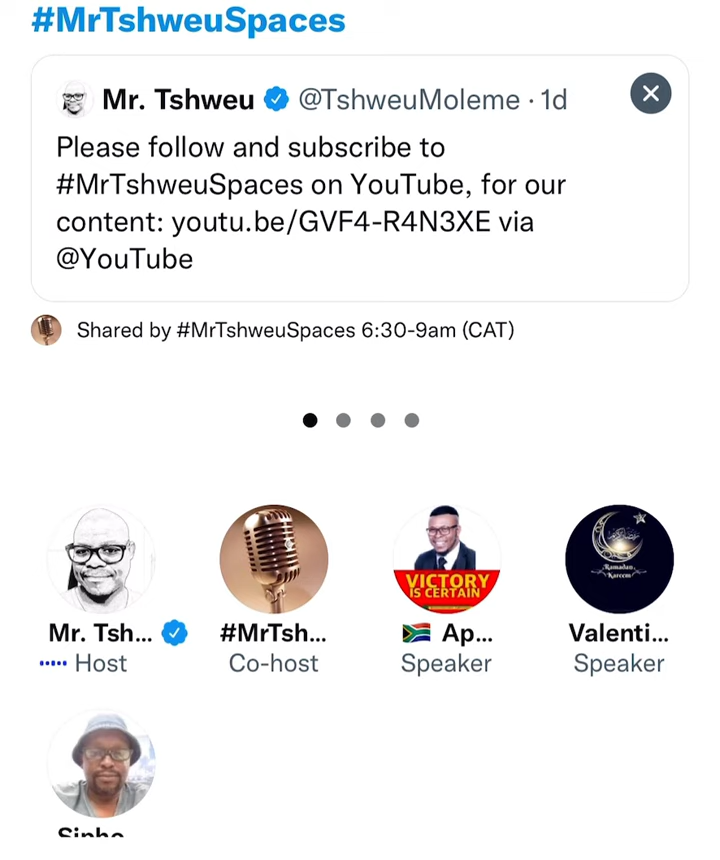 #MrTshweuSpaces
Mr. Tshweu @TshweuMoleme · 1d
Please follow and subscribe to
#MrTshweuSpaces on YouTube, for our
content: youtu.be/GVF4-R4N3XE via
@YouTube
Shared by #MrTshweuSpaces 6:30-9am (CAT)
Mr. Tsh... #MrTsh... Ap... Valenti...
Host Co-host Speaker Speaker
VICTORY
IS CERTAIN
Ramadan
Kareem